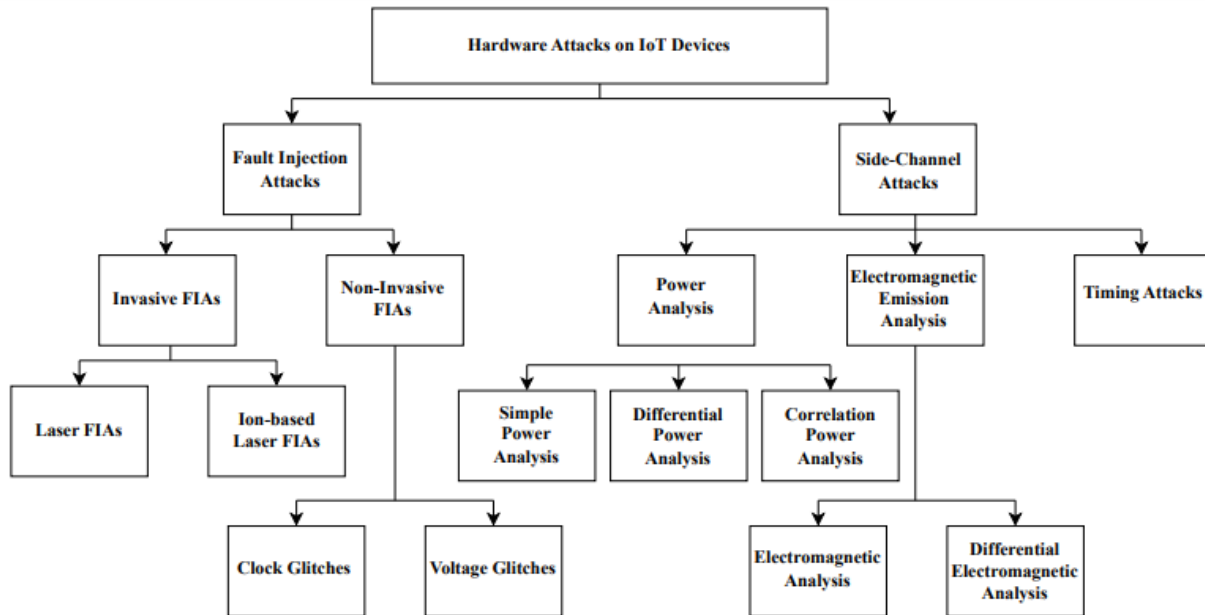 Hardware Attacks on IoT Devices
Fault Injection
Attacks
Side-Channel
Attacks
Invasive FIAs
Non-Invasive
FIAs
Power
Analysis
Electromagnetic
Emission
Analysis
Timing Attacks
Laser FIAs
Ion-based
Laser FIAs
Simple
Power
Analysis
Differential
Power
Analysis
Correlation
Power
Analysis
Clock Glitches
Voltage Glitches
Electromagnetic
Analysis
Differential
Electromagnetic
Analysis